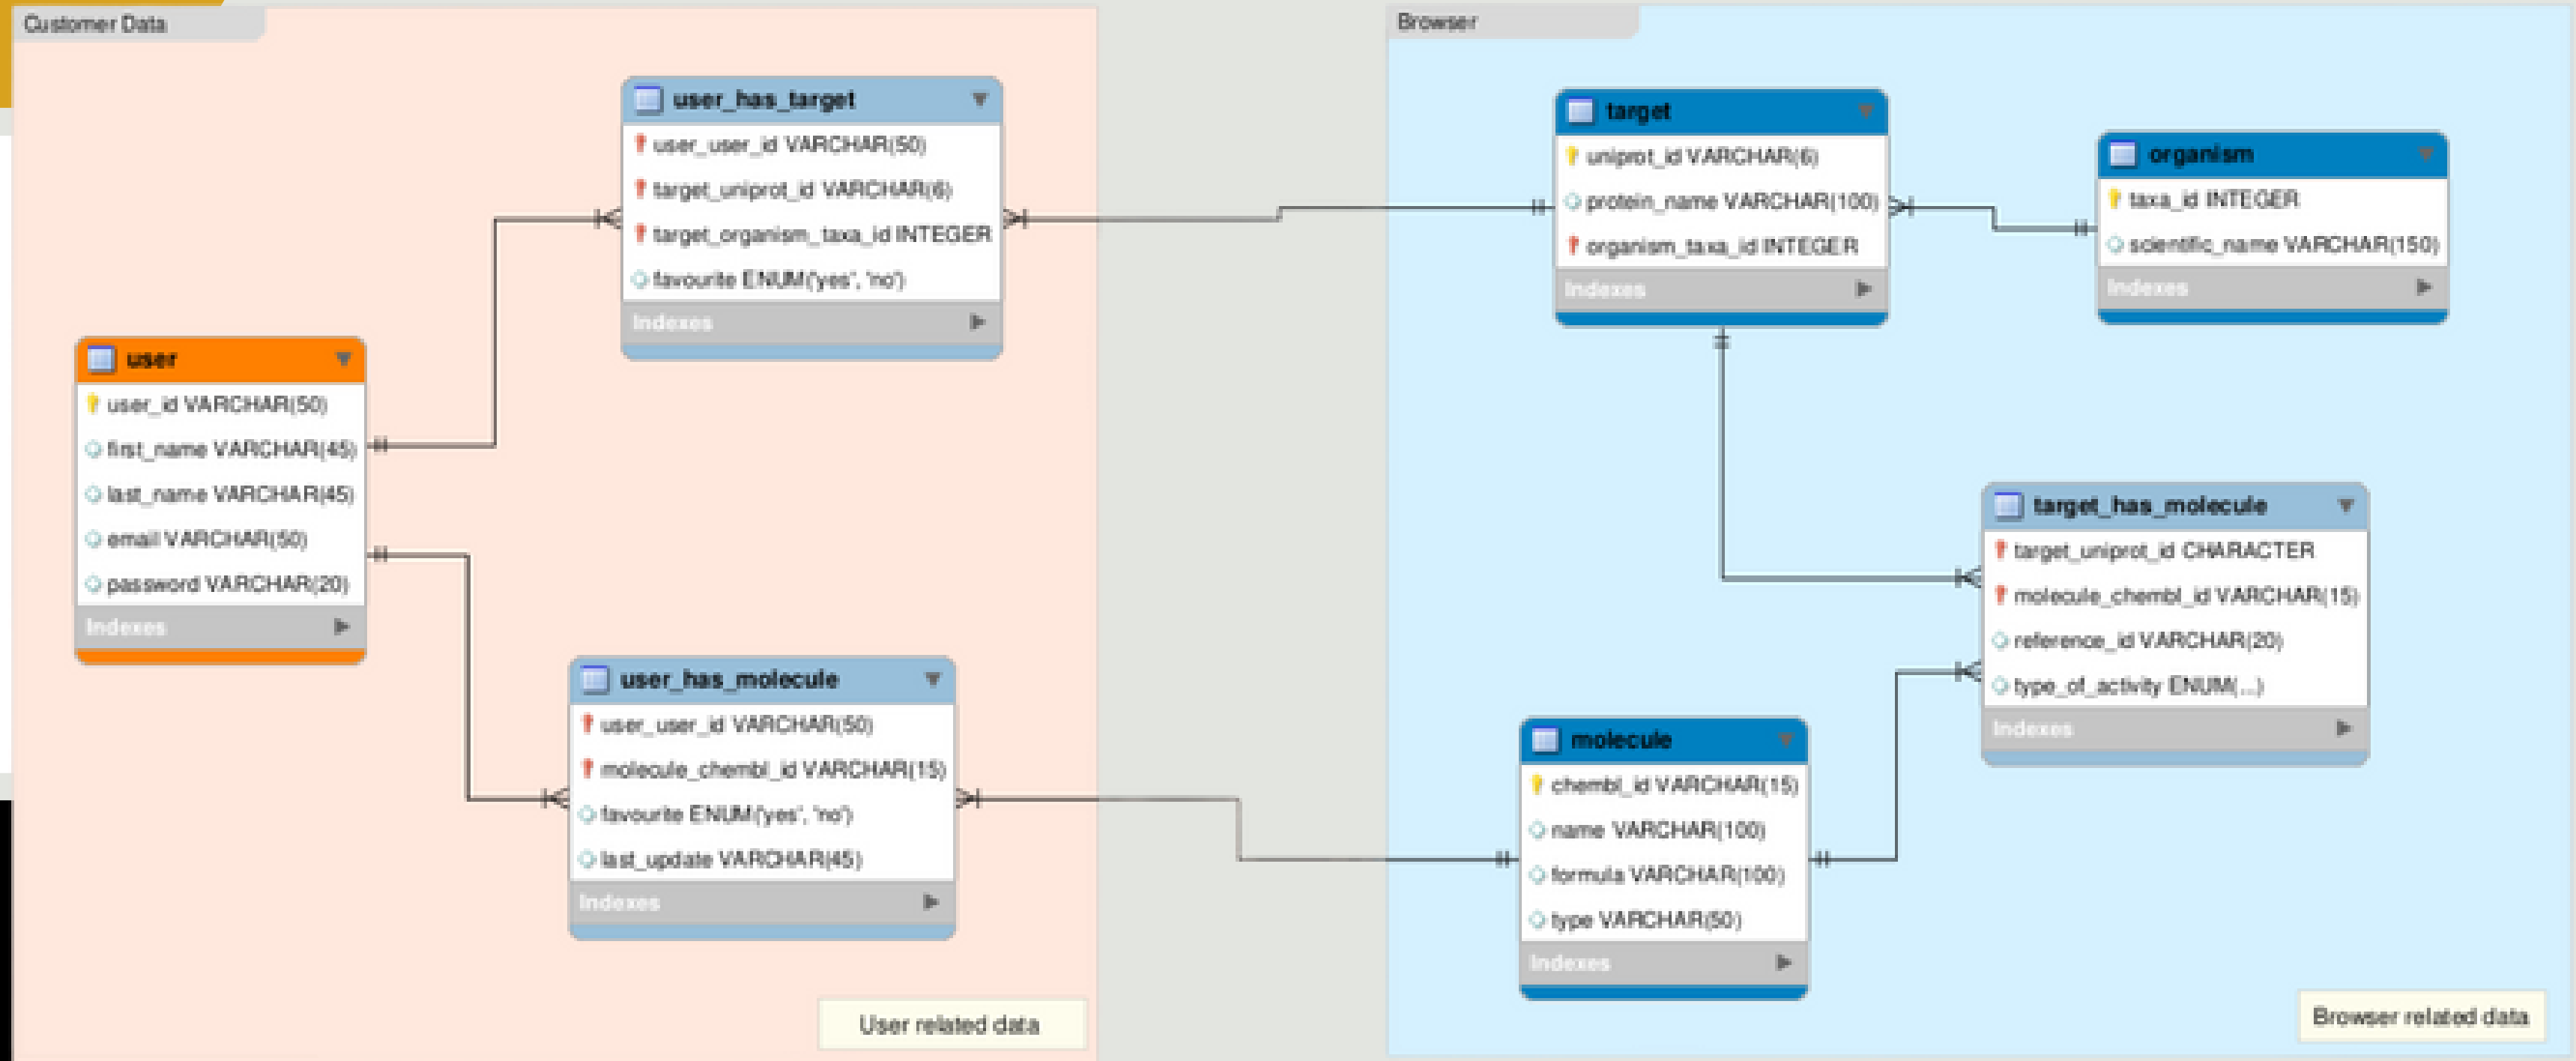 Customer Data
user_has_target
user_user_id VARCHAR(50)
target_uniprot_id VARCHAR(6)
target_organism_taxa_id INTEGER
favourite ENUM('yes', 'no')
Indexes
user
user_id VARCHAR(50)
first_name VARCHAR(45)
last_name VARCHAR(45)
email VARCHAR(50)
password VARCHAR(20)
Indexes
user_has_molecule
user_user_id VARCHAR(50)
molecule_chembl_id VARCHAR(15)
favourite ENUM('yes', 'no')
last_update VARCHAR(45)
Indexes
User related data
Browser
target
uniprot_id VARCHAR(6)
protein_name VARCHAR(100)
organism_taxa_id INTEGER
Indexes
organism
taxa_id INTEGER
scientific_name VARCHAR(150)
Indexes
target_has_molecule
target_uniprot_id CHARACTER
molecule_chembl_id VARCHAR(15)
reference_id VARCHAR(20)
type_of_activity ENUM(...)
Indexes
molecule
chembl_id VARCHAR(15)
name VARCHAR(100)
formula VARCHAR(100)
type VARCHAR(50)
Indexes
Browser related data